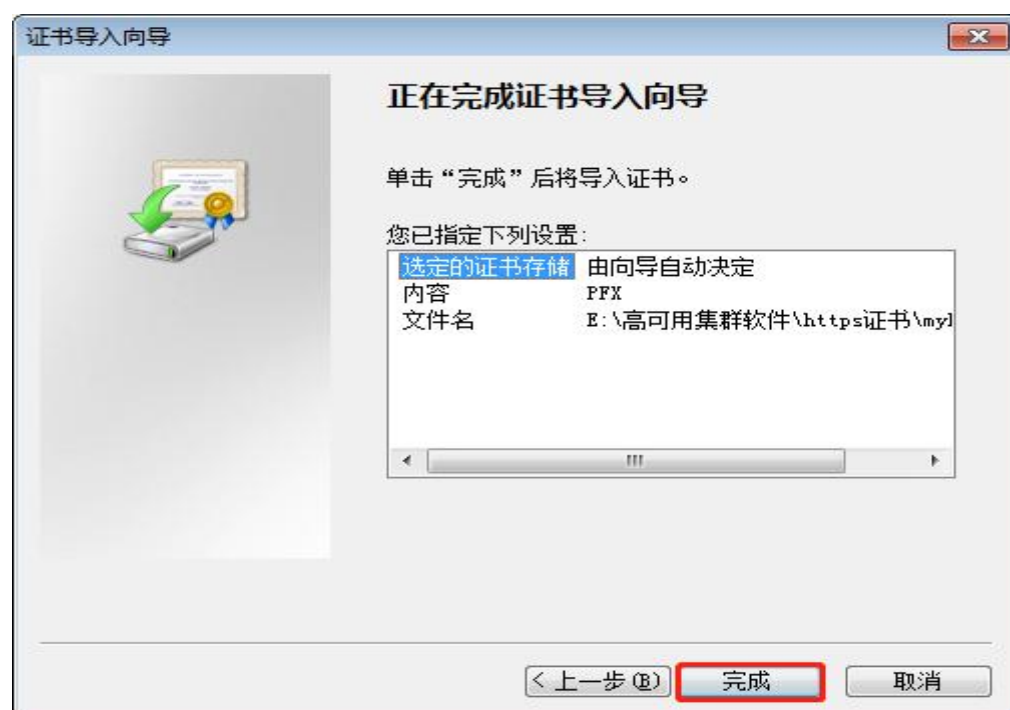 证书导入向导
正在完成证书导入向导
单击“完成”后将导入证书。
您已指定下列设置:
选定的证书存储 由向导自动决定
内容 PFX
文件名 E:\高可用集群软件\https证书\my
< 上一步(B) 完成 取消